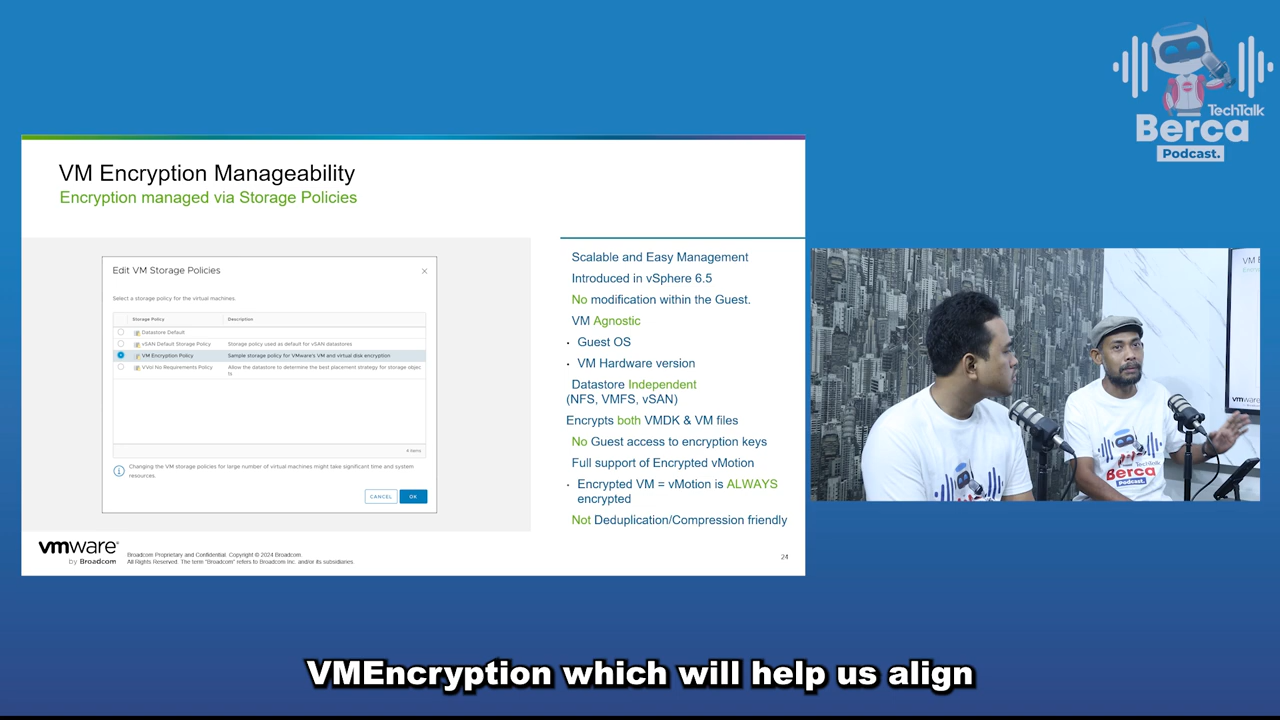 TechTalk
Berca
Podcast.
VM Encryption Manageability
Encryption managed via Storage Policies
Edit VM Storage Policies
Select a storage policy for the virtual machines.
Storage Policy Description
Datastore Default
vSAN Default Storage Policy Storage policy used as default for vSAN datastores
VM Encryption Policy Sample storage policy for VMware's VM and virtual disk encryption
VVol No Requirements Policy Allow the datastore to determine the best placement strategy for storage objec
ts
4 items
Changing the VM storage policies for large number of virtual machines might take significant time and system
resources.
CANCEL OK
Scalable and Easy Management
Introduced in vSphere 6.5
No modification within the Guest.
VM Agnostic
· Guest OS
· VM Hardware version
Datastore Independent
(NFS, VMFS, vSAN)
Encrypts both VMDK & VM files
No Guest access to encryption keys
Full support of Encrypted vMotion
· Encrypted VM = vMotion is ALWAYS
encrypted
Not Deduplication/Compression friendly
vmware®
by Broadcom
Broadcom Proprietary and Confidential. Copyright © 2024 Broadcom.
All Rights Reserved. The term "Broadcom" refers to Broadcom Inc. and/or its subsidiaries.
24
TechTalk
Berca
podcast.
VM E
vmw
VMEncryption which will help us align